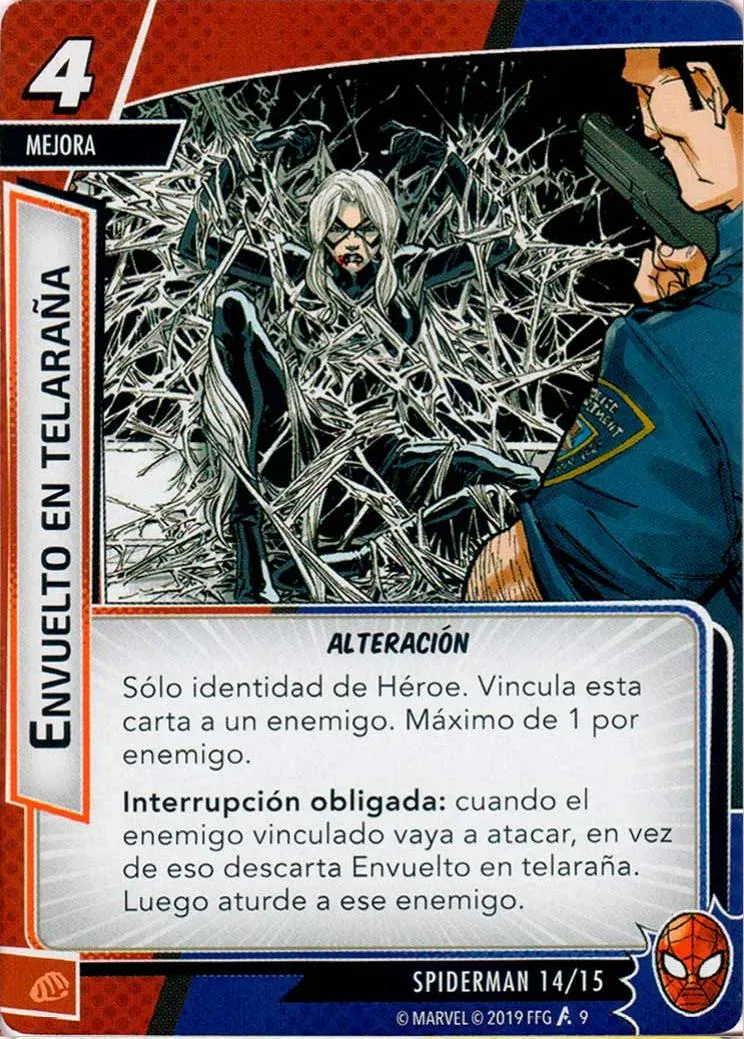 4
MEJORA
ENVUELTO EN TELARAÑA
ALTERACIÓN
Sólo identidad de Héroe. Vincula esta
carta a un enemigo. Máximo de 1 por
enemigo.
Interrupción obligada: cuando el
enemigo vinculado vaya a atacar, en vez
de eso descarta Envuelto en telaraña.
Luego aturde a ese enemigo.
SPIDERMAN 14/15
© MARVEL © 2019 FFG 9